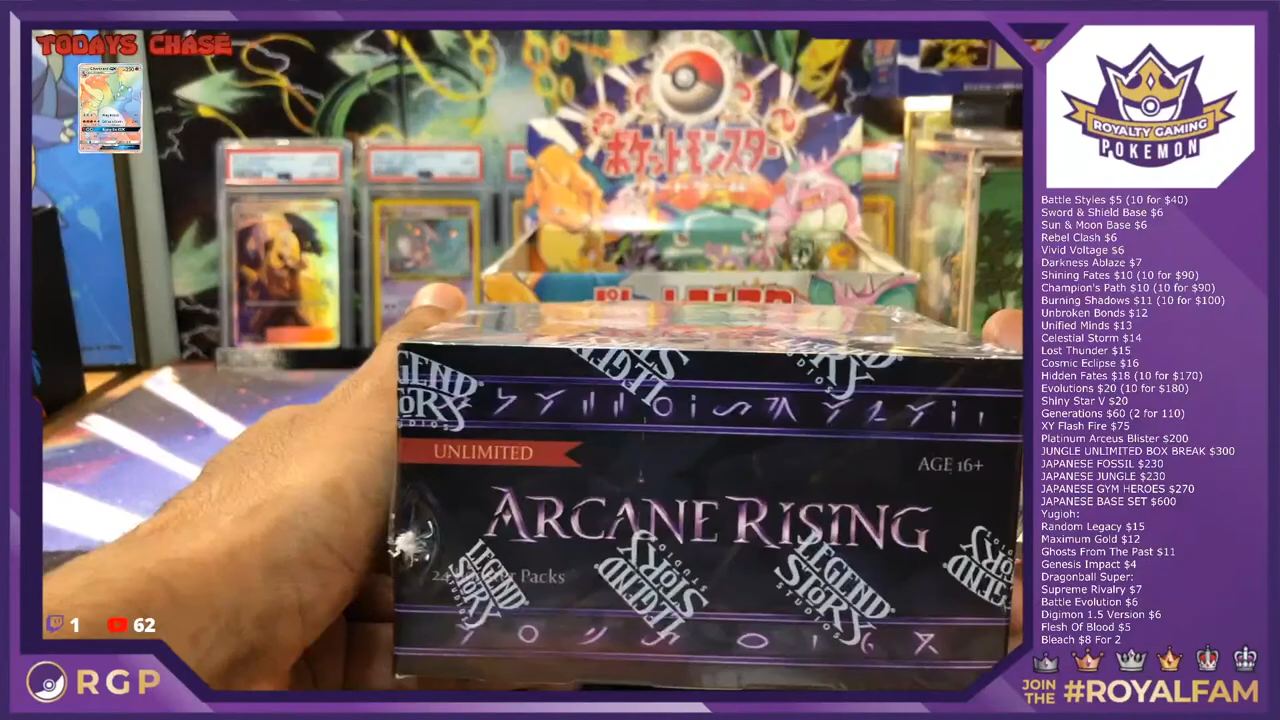 TODAYS CHASE
ポケットモンスター
ROYALTY GAMING
POKEMON
Battle Styles $5 (10 for $40)
Sword & Shield Base $6
Sun & Moon Base $6
Rebel Clash $6
Vivid Voltage $6
Darkness Ablaze $7
Shining Fates $10 (10 for $90)
Champion's Path $10 (10 for $90)
Burning Shadows $11 (10 for $100)
Unbroken Bonds $12
Unified Minds $13
Celestial Storm $14
Lost Thunder $15
Cosmic Eclipse $16
Hidden Fates $18 (10 for $170)
Evolutions $20 (10 for $180)
Shiny Star V $20
Generations $60 (2 for 110)
XY Flash Fire $75
Platinum Arceus Blister $200
JUNGLE UNLIMITED BOX BREAK $300
JAPANESE FOSSIL $230
JAPANESE JUNGLE $230
JAPANESE GYM HEROES $270
JAPANESE BASE SET $600
Yugioh:
Random Legacy $15
Maximum Gold $12
Ghosts From The Past $11
Genesis Impact $4
Dragonball Super:
Supreme Rivalry $7
Battle Evolution $6
Digimon 1.5 Version $6
Flesh Of Blood $5
Bleach $8 For 2
UNLIMITED
AGE 16+
ARCANE RISING
Packs
LEGEND STORY STUDIOS
LEGEND STORY STUDIOS
LEGEND STORY STUDIOS
1
62
RGP
JOIN THE #ROYALFAM